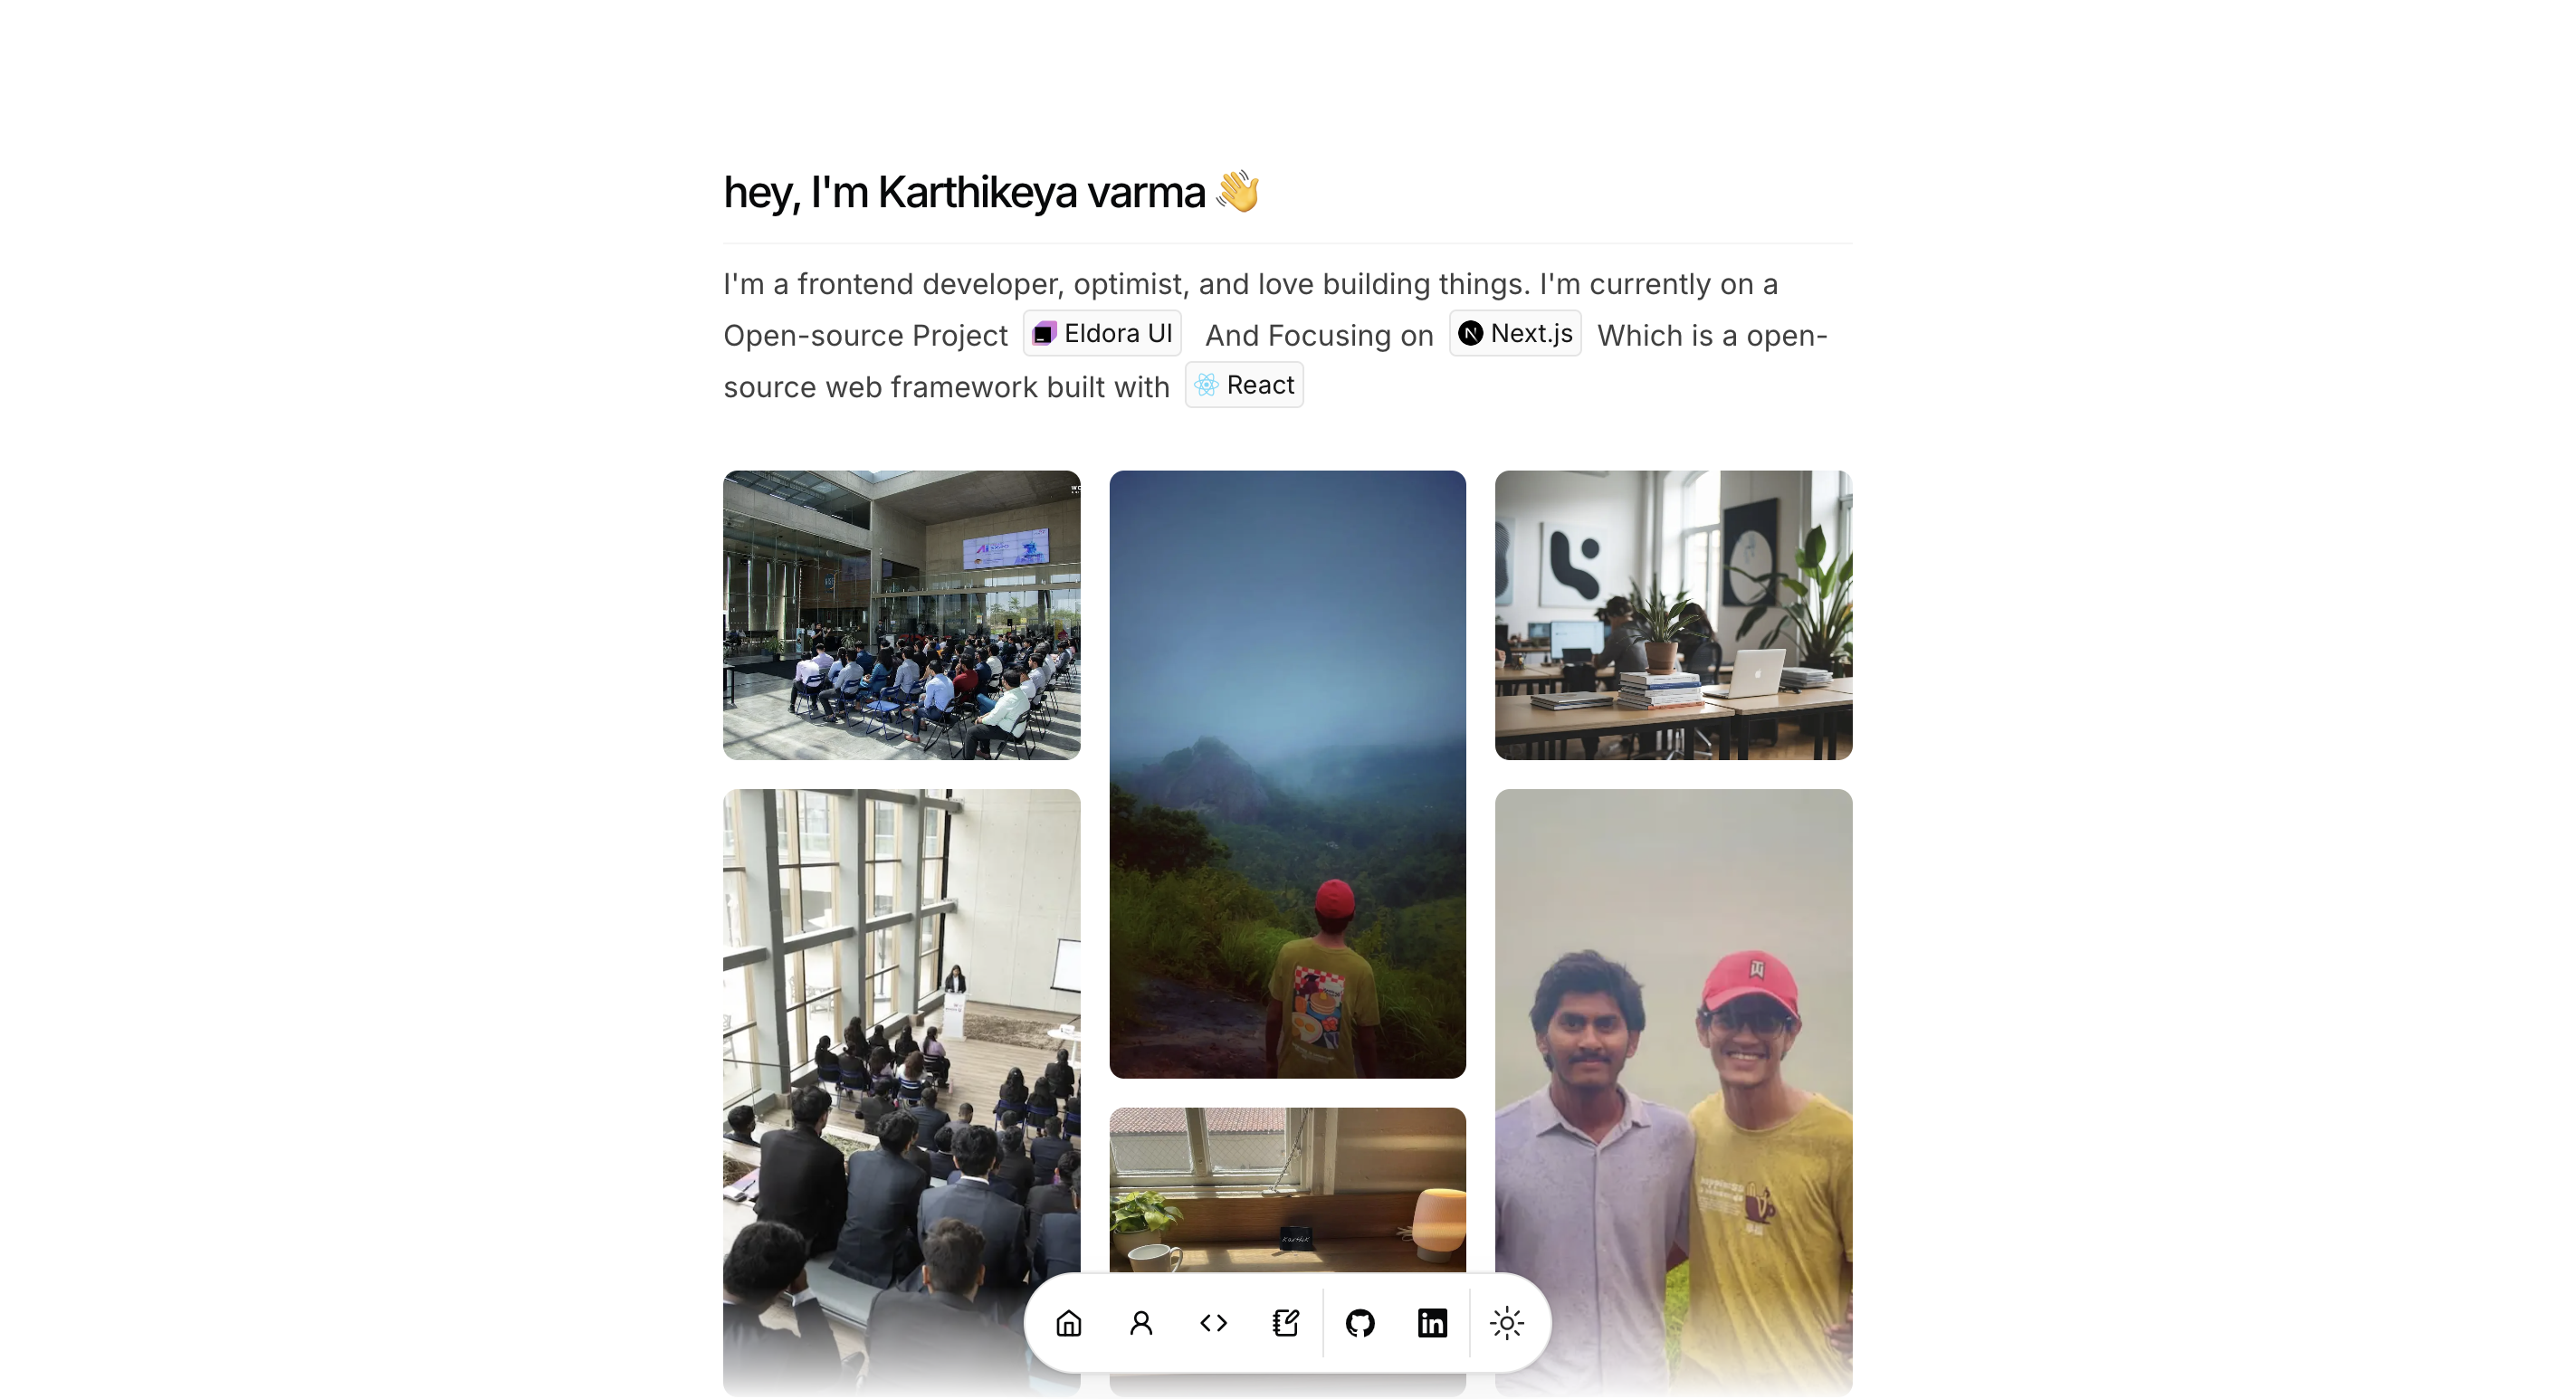 hey, I'm Karthikeya varma 👋
I'm a frontend developer, optimist, and love building things. I'm currently on a
Open-source Project Eldora UI And Focusing on Next.js Which is a open-
source web framework built with React
Karthik